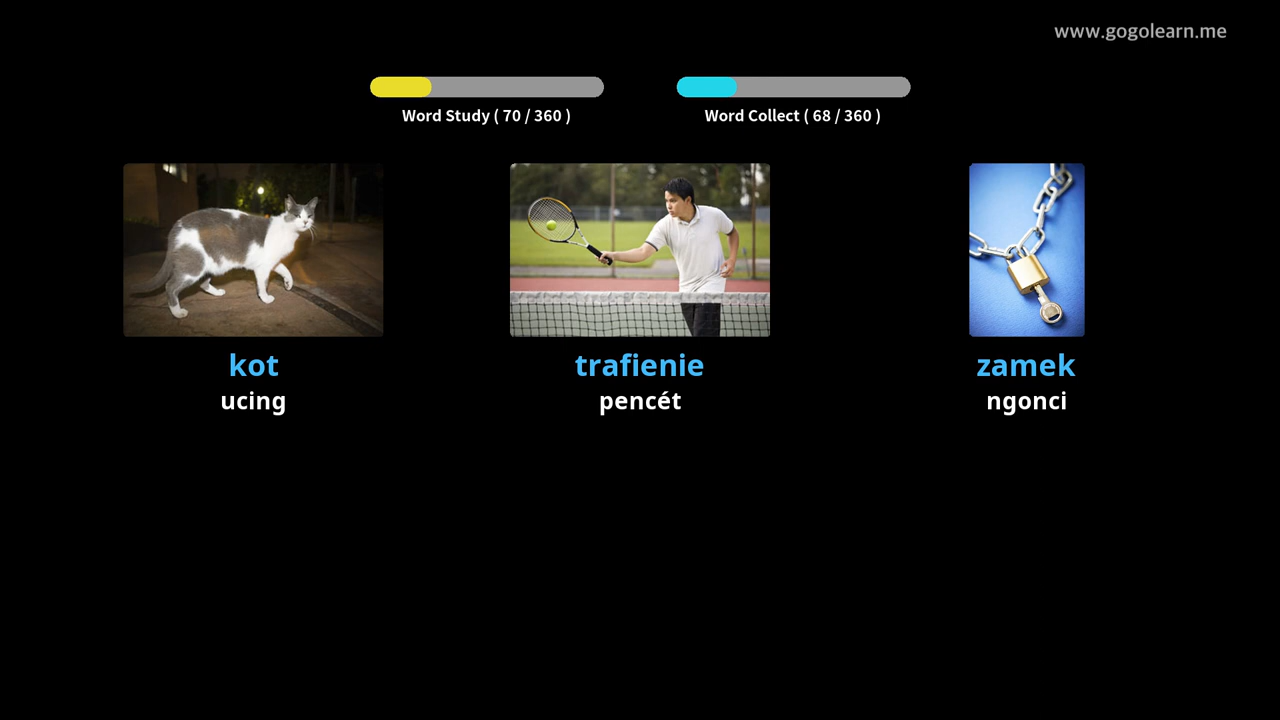 www.gogolearn.me
Word Study ( 70 / 360 )
Word Collect ( 68 / 360 )
kot
ucing
trafienie
pencét
zamek
ngonci